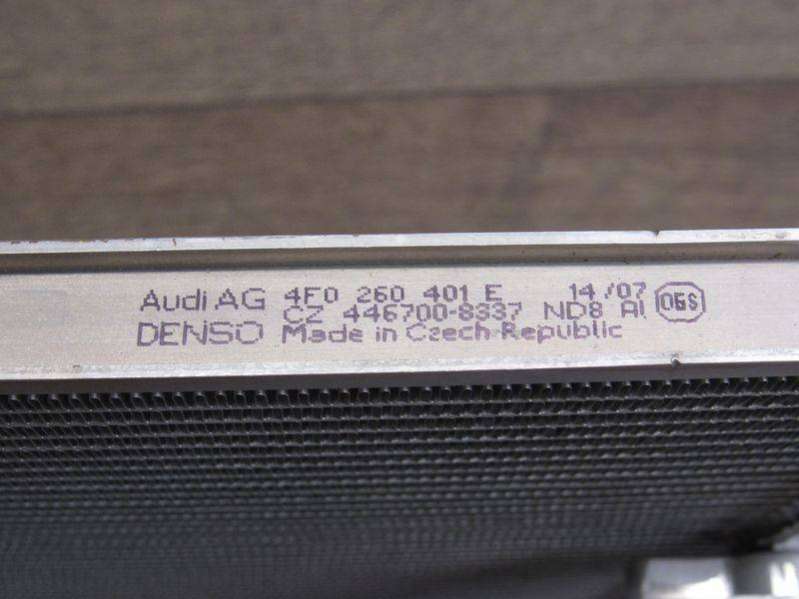 Audi AG 4F0 260 401 E 14/07
CZ 446700-8337 ND8 Al
DENSO Made in Czech Republic